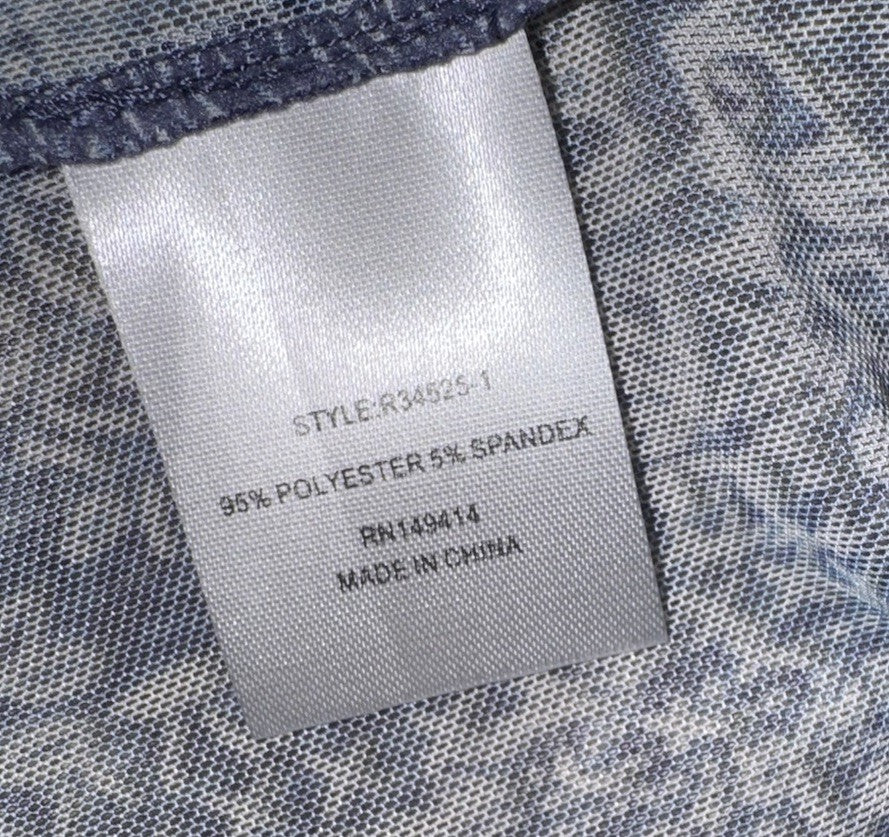 STYLE:R34525-1
95% POLYESTER 5% SPANDEX
RN149414
MADE IN CHINA